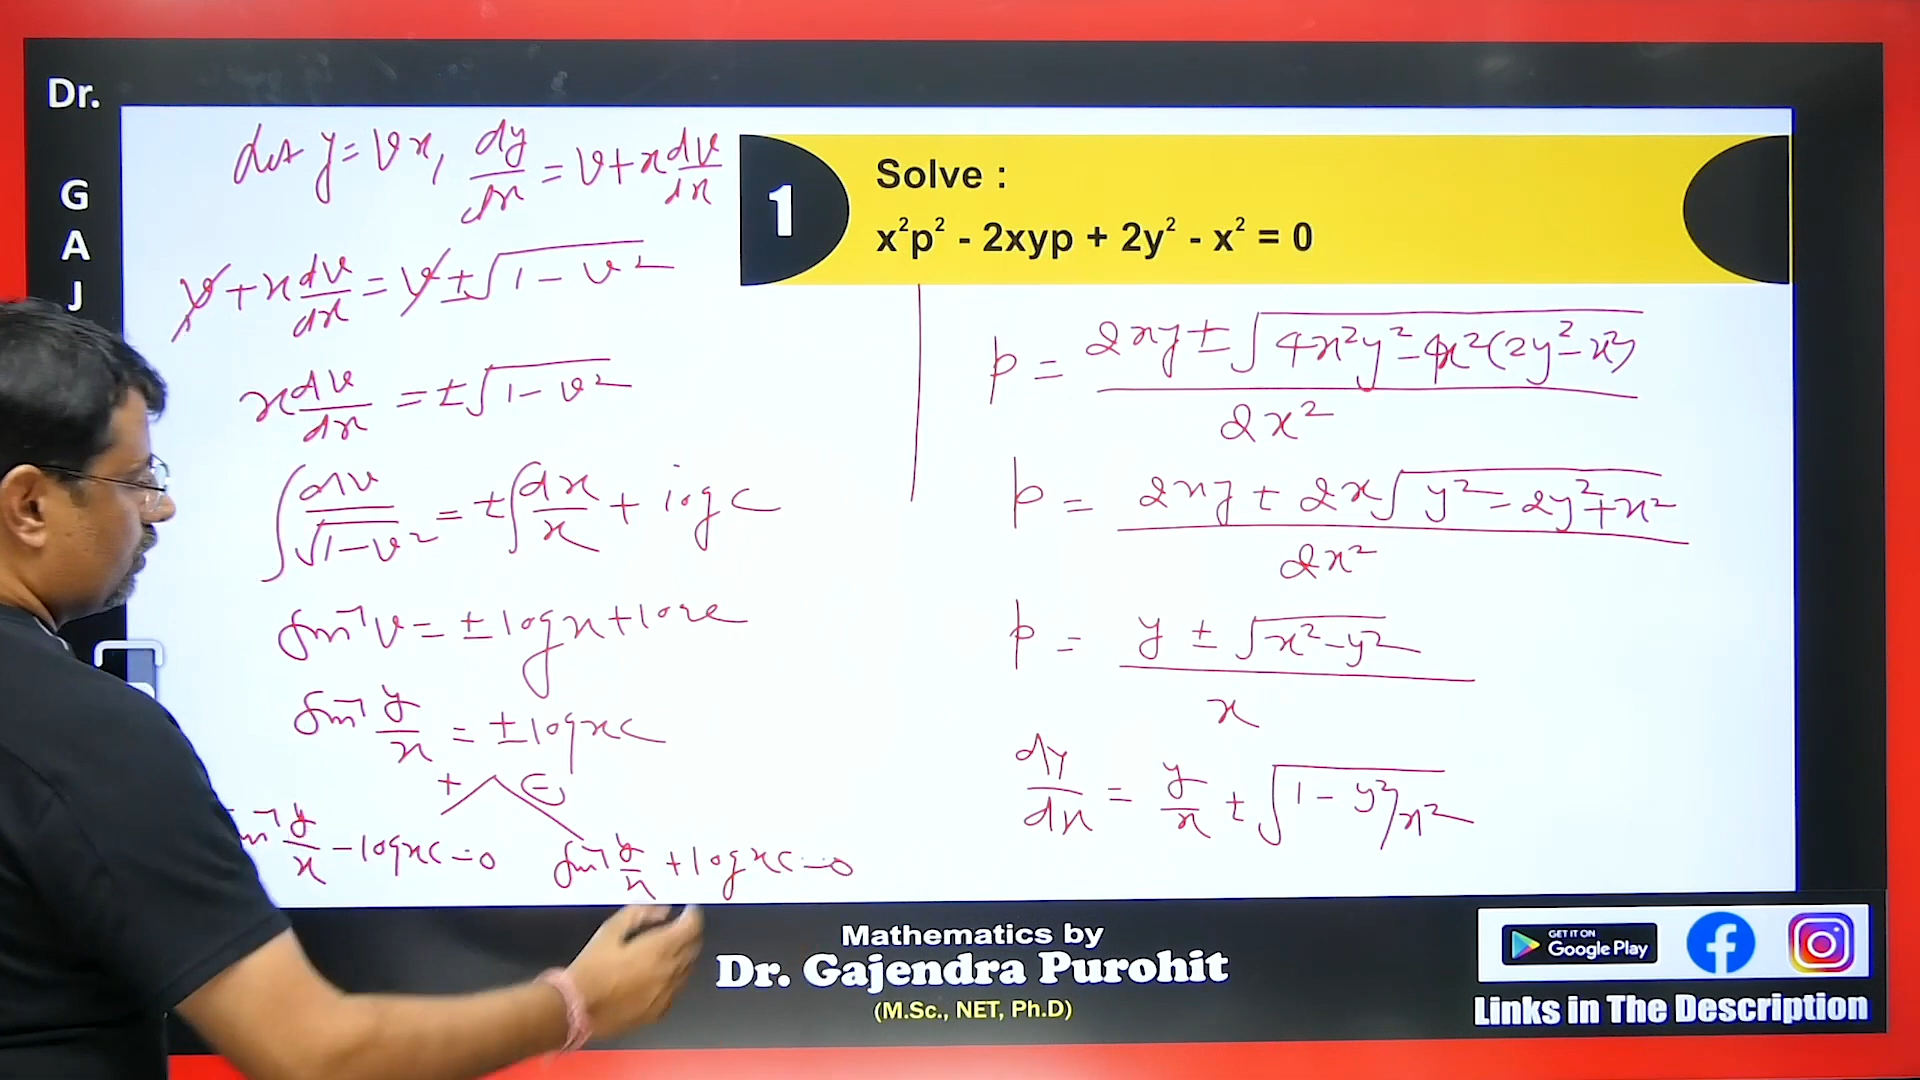 Dr.
G
A
J
1
Solve :
x²p² - 2xyp + 2y² - x² = 0
p = 2xy ± √4x²y² - 4x²(2y² - x²) / 2x²
p = 2xy ± 2x√y² - 2y² + x² / 2x²
p = y ± √x² - y² / x
dy/dx = y/x ± √1 - y²/x²
let y = vx, dy/dx = v + x dv/dx
v + x dv/dx = v ± √1 - v²
x dv/dx = ± √1 - v²
∫ dv/√1 - v² = ± ∫ dx/x + log c
sin⁻¹ v = ± log x + log c
sin⁻¹ y/x = ± log xc
+ (-)
sin⁻¹ y/x - log xc = 0 sin⁻¹ y/x + log xc = 0
Mathematics by
Dr. Gajendra Purohit
(M.Sc., NET, Ph.D)
GET IT ON
Google Play
Links in The Description